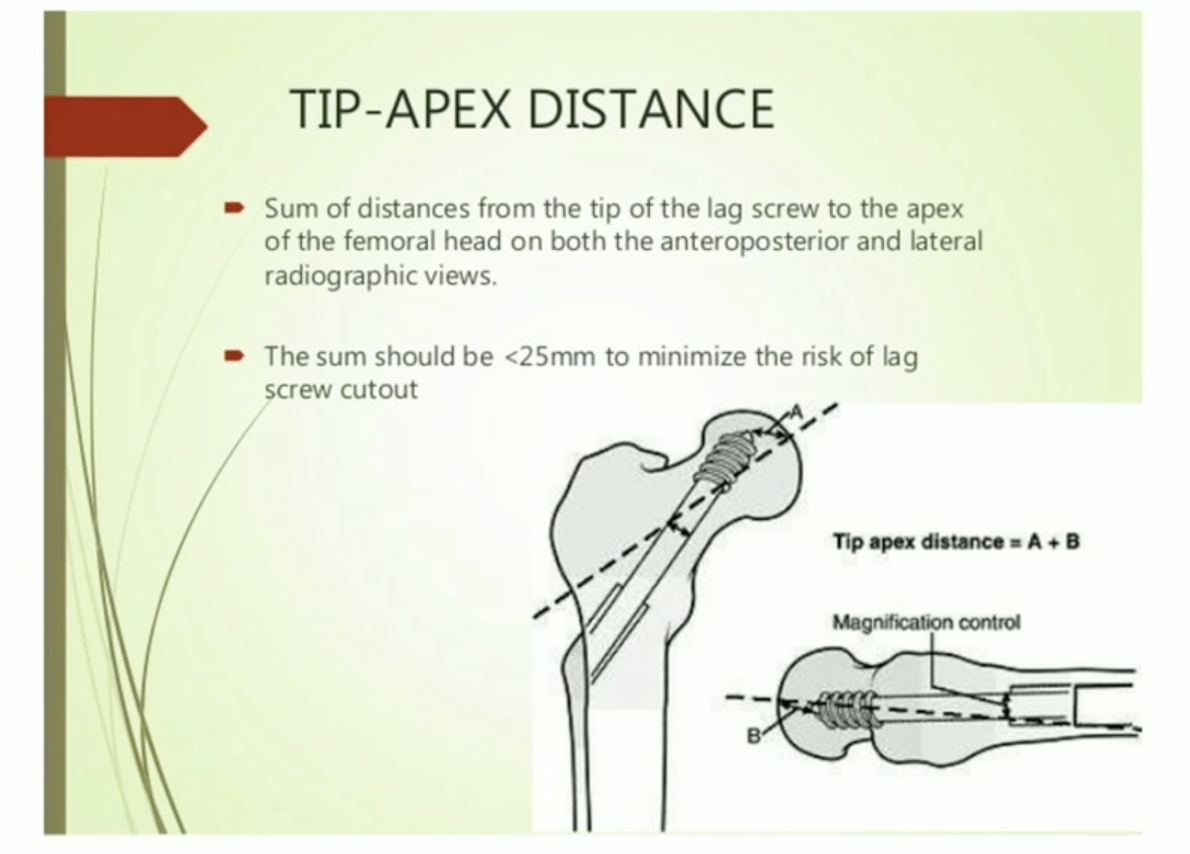 TIP-APEX DISTANCE
Sum of distances from the tip of the lag screw to the apex
of the femoral head on both the anteroposterior and lateral
radiographic views.
The sum should be <25mm to minimize the risk of lag
screw cutout
A
Tip apex distance = A + B
Magnification control
B